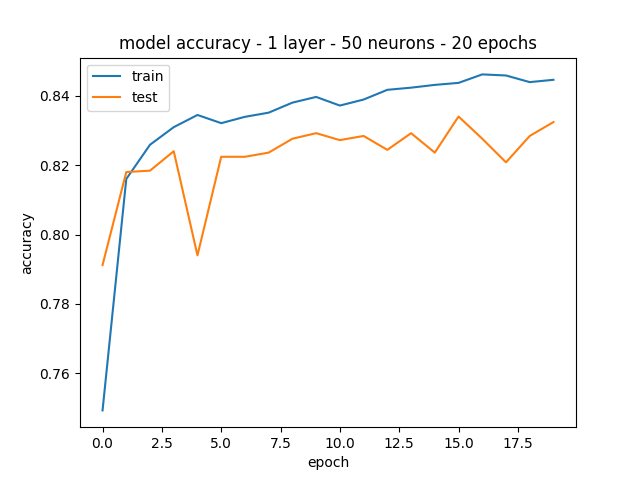 model accuracy - 1 layer - 50 neurons - 20 epochs
train
test
0.84
0.82
0.80
0.78
0.76
accuracy
0.0 2.5 5.0 7.5 10.0 12.5 15.0 17.5
epoch